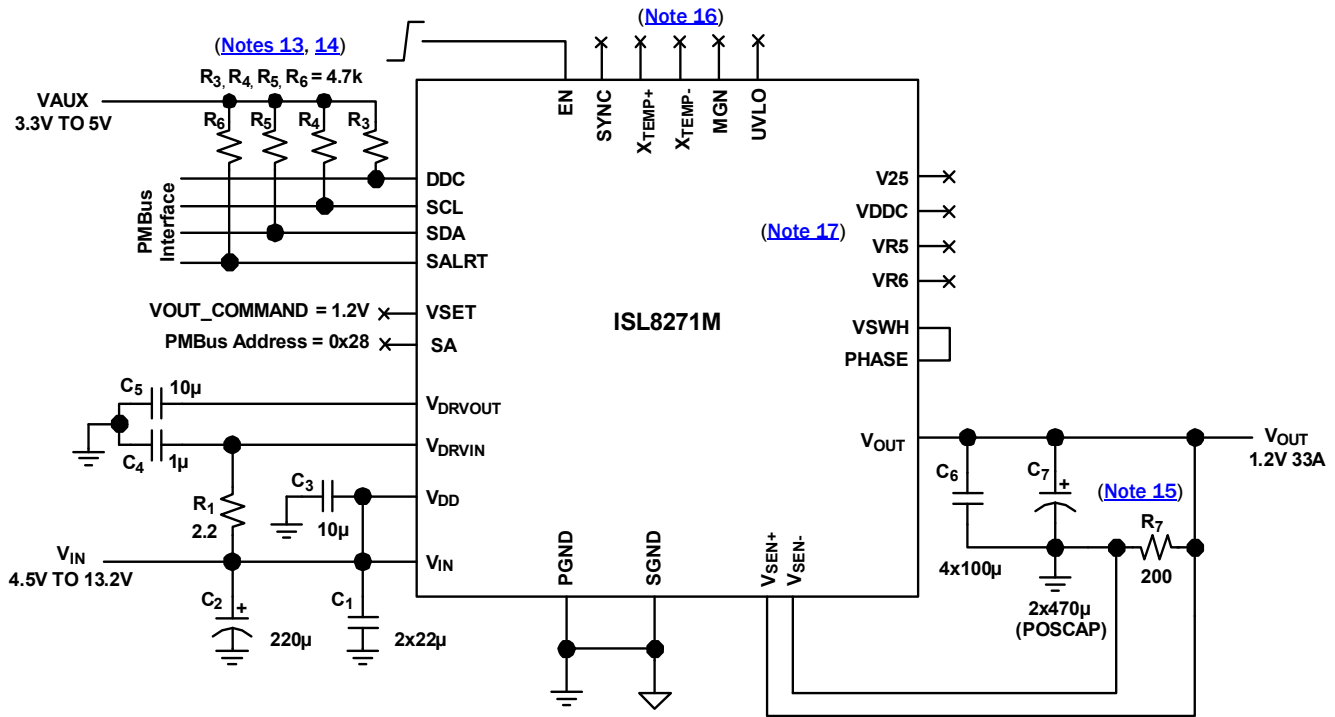 (Note 16)
(Notes 13, 14)
R3, R4, R5, R6 = 4.7k
VAUX
3.3V TO 5V
R6
R5
R4
R3
EN
SYNC
XTEMP+
XTEMP-
MGN
UVLO
PMBus
Interface
DDC
SCL
SDA
SALRT
V25
VDDC
(Note 17)
VR5
VR6
VOUT_COMMAND = 1.2V
VSET
ISL8271M
VSWH
PMBus Address = 0x28
SA
PHASE
C5
10µ
VDRVOUT
C4
1µ
VDRVIN
VOUT
VOUT
1.2V 33A
R1
2.2
C3
10µ
VDD
C6
4x100µ
C7
+
(Note 15)
R7
200
VIN
4.5V TO 13.2V
VIN
PGND
SGND
VSEN+
VSEN-
2x470µ
(POSCAP)
C2
+
220µ
C1
2x22µ